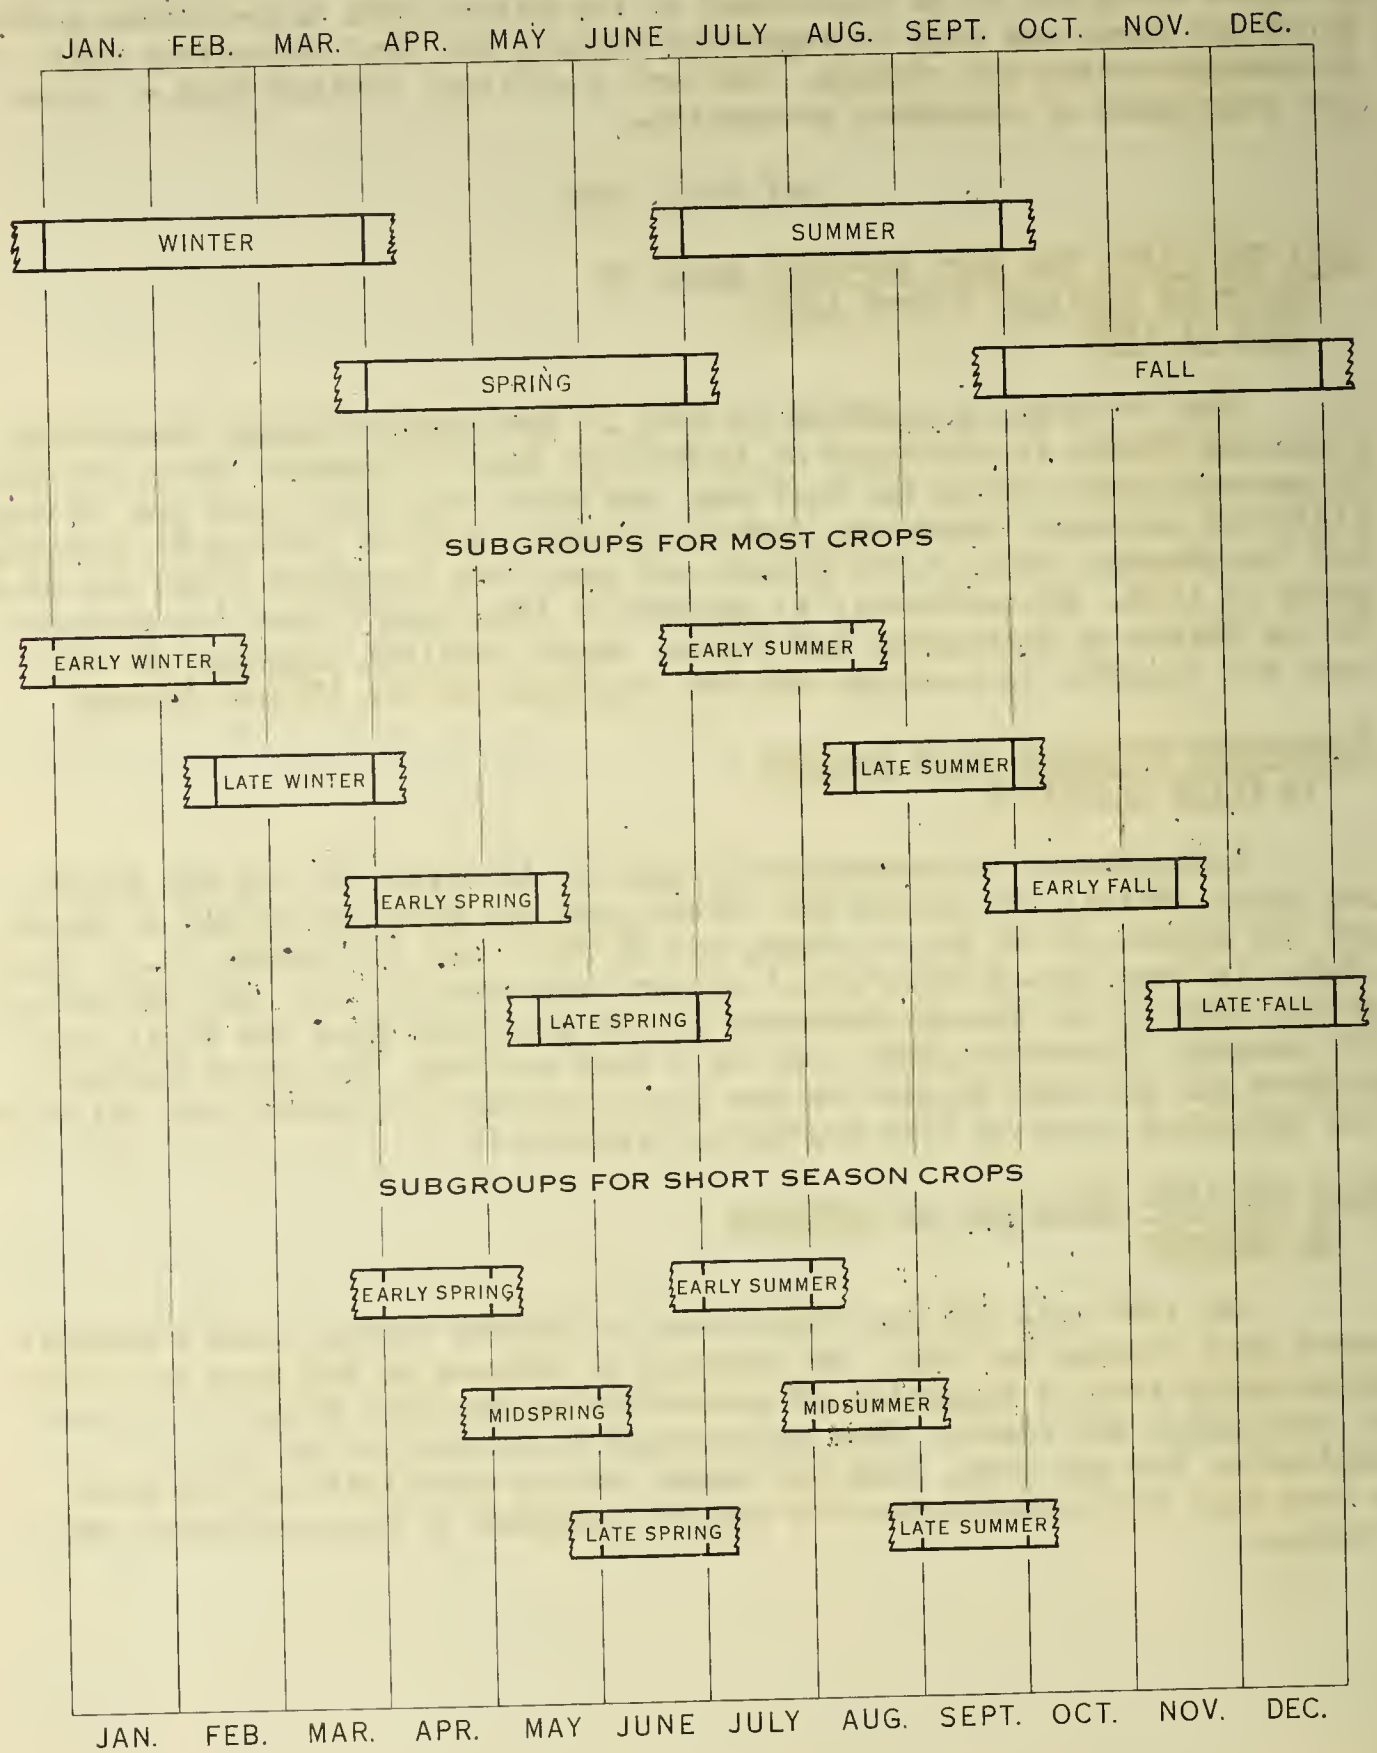 JAN. FEB. MAR. APR. MAY JUNE JULY AUG. SEPT. OCT. NOV. DEC.
WINTER SUMMER
SPRING FALL
SUBGROUPS FOR MOST CROPS
EARLY WINTER EARLY SUMMER
LATE WINTER LATE SUMMER
EARLY SPRING EARLY FALL
LATE SPRING LATE FALL
SUBGROUPS FOR SHORT SEASON CROPS
EARLY SPRING EARLY SUMMER
MIDSPRING MIDSUMMER
LATE SPRING LATE SUMMER
JAN. FEB. MAR. APR. MAY JUNE JULY AUG. SEPT. OCT. NOV. DEC.